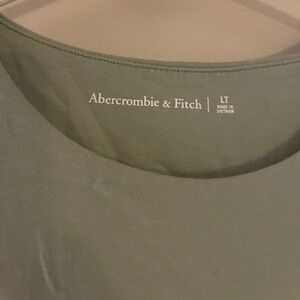 Abercrombie & Fitch | LT
MADE IN
VIETNAM